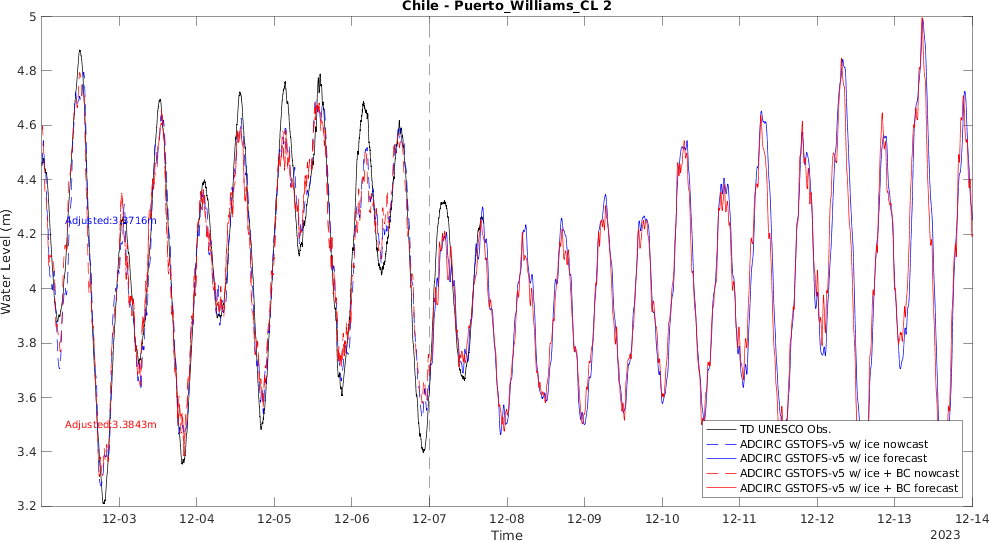 Chile - Puerto_Williams_CL 2
Water Level (m)
5
4.8
4.6
4.4
4.2
4
3.8
3.6
3.4
3.2
Adjusted:3.3716m
Adjusted:3.3843m
TD UNESCO Obs.
ADCIRC GSTOFS-v5 w/ ice nowcast
ADCIRC GSTOFS-v5 w/ ice forecast
ADCIRC GSTOFS-v5 w/ ice + BC nowcast
ADCIRC GSTOFS-v5 w/ ice + BC forecast
12-03 12-04 12-05 12-06 12-07 12-08 12-09 12-10 12-11 12-12 12-13 12-14
Time
2023